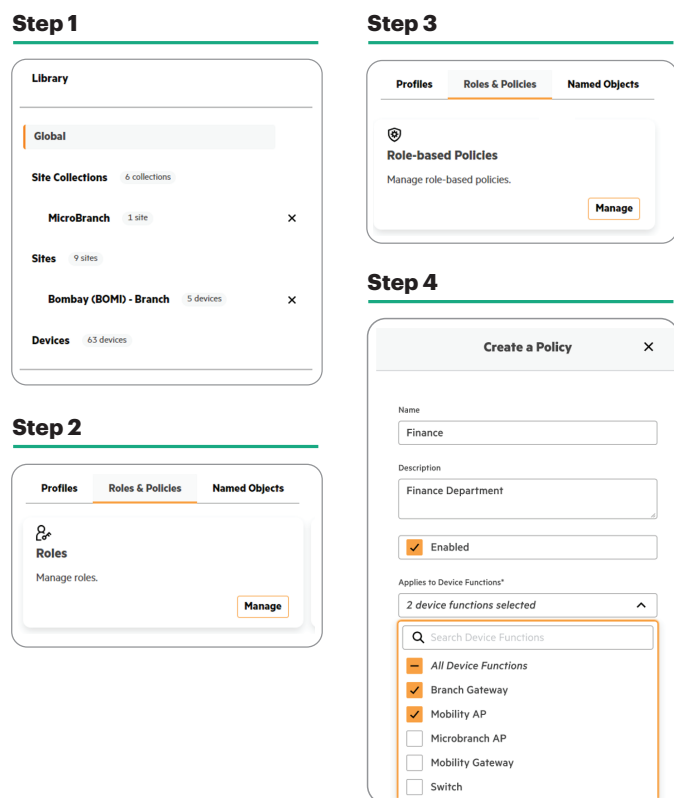 Step 1
Library
Global
Site Collections 6 collections
MicroBranch 1 site
Sites 9 sites
Bombay (BOMI) - Branch 5 devices
Devices 63 devices
Step 2
Profiles Roles & Policies Named Objects
Roles
Manage roles.
Manage
Step 3
Profiles Roles & Policies Named Objects
Role-based Policies
Manage role-based policies.
Manage
Step 4
Create a Policy
Name
Finance
Description
Finance Department
Enabled
Applies to Device Functions*
2 device functions selected
Search Device Functions
All Device Functions
Branch Gateway
Mobility AP
Microbranch AP
Mobility Gateway
Switch